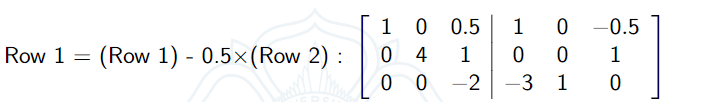 1 0 0.5 1 0 −0.5
Row 1 = (Row 1) - 0.5×(Row 2) : 0 4 1 0 0 1
0 0 −2 −3 1 0